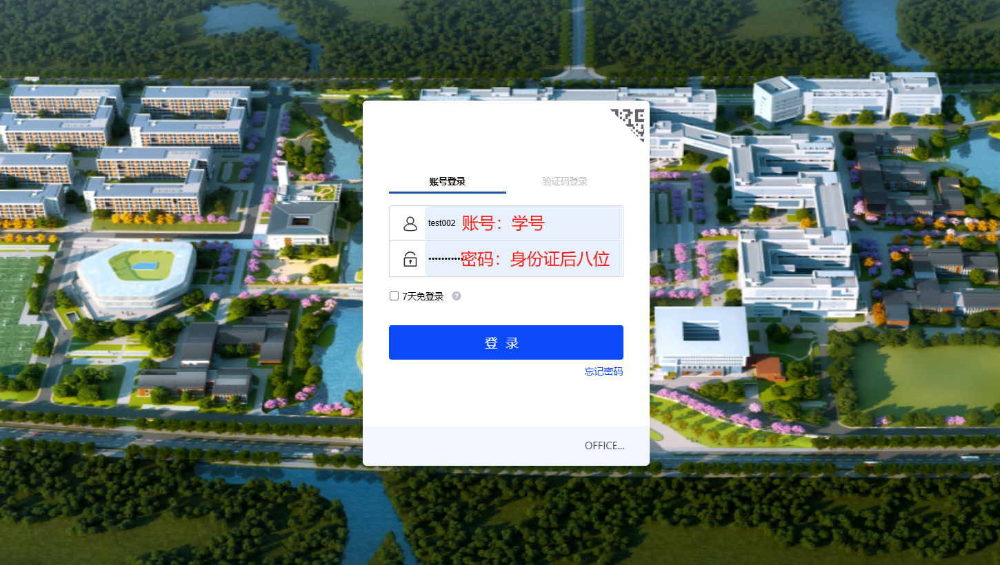 账号登录 验证码登录
test002 账号：学号
•••••••••••密码：身份证后八位
7天免登录 ?
登 录
忘记密码
OFFICE...